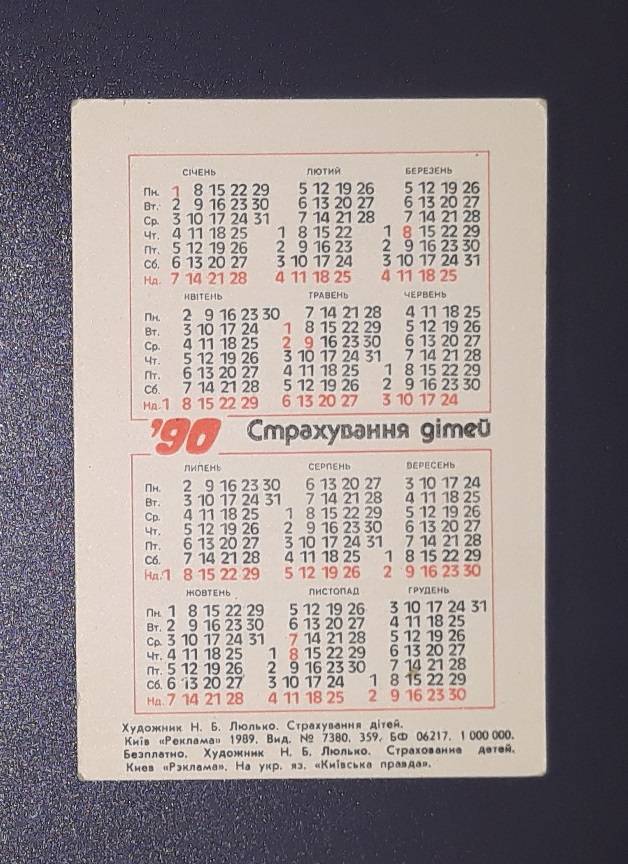 СІЧЕНЬ ЛЮТИЙ БЕРЕЗЕНЬ
Пн. 1 8 15 22 29 5 12 19 26 5 12 19 26
Вт. 2 9 16 23 30 6 13 20 27 6 13 20 27
Ср. 3 10 17 24 31 7 14 21 28 7 14 21 28
Чт. 4 11 18 25 1 8 15 22 1 8 15 22 29
Пт. 5 12 19 26 2 9 16 23 2 9 16 23 30
Сб. 6 13 20 27 3 10 17 24 3 10 17 24 31
Нд. 7 14 21 28 4 11 18 25 4 11 18 25
КВІТЕНЬ ТРАВЕНЬ ЧЕРВЕНЬ
Пн. 2 9 16 23 30 7 14 21 28 4 11 18 25
Вт. 3 10 17 24 1 8 15 22 29 5 12 19 26
Ср. 4 11 18 25 2 9 16 23 30 6 13 20 27
Чт. 5 12 19 26 3 10 17 24 31 7 14 21 28
Пт. 6 13 20 27 4 11 18 25 1 8 15 22 29
Сб. 7 14 21 28 5 12 19 26 2 9 16 23 30
Нд. 1 8 15 22 29 6 13 20 27 3 10 17 24
'90 Страхування дітей
ЛИПЕНЬ СЕРПЕНЬ ВЕРЕСЕНЬ
Пн. 2 9 16 23 30 6 13 20 27 3 10 17 24
Вт. 3 10 17 24 31 7 14 21 28 4 11 18 25
Ср. 4 11 18 25 1 8 15 22 29 5 12 19 26
Чт. 5 12 19 26 2 9 16 23 30 6 13 20 27
Пт. 6 13 20 27 3 10 17 24 31 7 14 21 28
Сб. 7 14 21 28 4 11 18 25 1 8 15 22 29
Нд. 1 8 15 22 29 5 12 19 26 2 9 16 23 30
ЖОВТЕНЬ ЛИСТОПАД ГРУДЕНЬ
Пн. 1 8 15 22 29 5 12 19 26 3 10 17 24 31
Вт. 2 9 16 23 30 6 13 20 27 4 11 18 25
Ср. 3 10 17 24 31 7 14 21 28 5 12 19 26
Чт. 4 11 18 25 1 8 15 22 29 6 13 20 27
Пт. 5 12 19 26 2 9 16 23 30 7 14 21 28
Сб. 6 13 20 27 3 10 17 24 1 8 15 22 29
Нд. 7 14 21 28 4 11 18 25 2 9 16 23 30
Художник Н. Б. Люлько. Страхування дітей.
Київ «Реклама» 1989. Вид. № 7380. 359. БФ 06217. 1 000 000.
Безплатно. Художник Н. Б. Люлько. Страхование детей.
Киев «Рэклама». На укр. яз. «Київська правда».